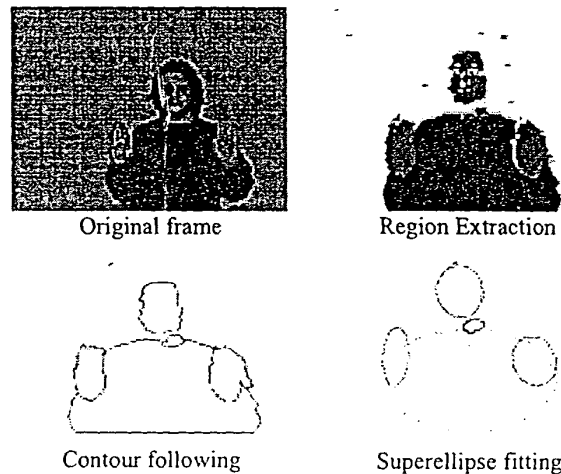 Original frame
Region Extraction
Contour following
Superellipse fitting